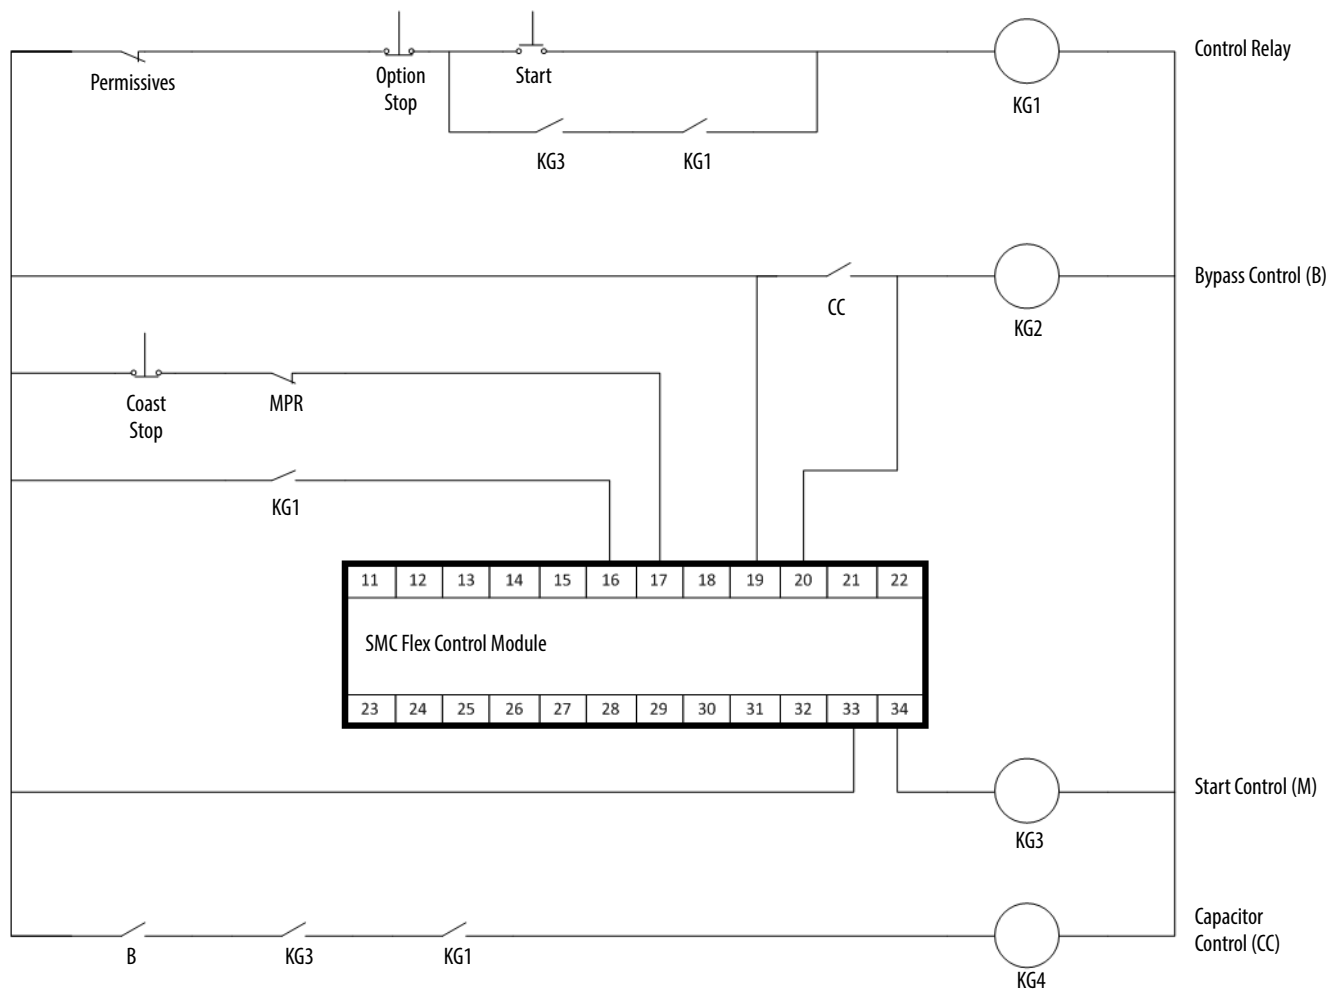 Permissives
Option
Stop
Start
KG1
Control Relay
KG3
KG1
CC
KG2
Bypass Control (B)
Coast
Stop
MPR
KG1
11 12 13 14 15 16 17 18 19 20 21 22
SMC Flex Control Module
23 24 25 26 27 28 29 30 31 32 33 34
KG3
Start Control (M)
B
KG3
KG1
KG4
Capacitor
Control (CC)